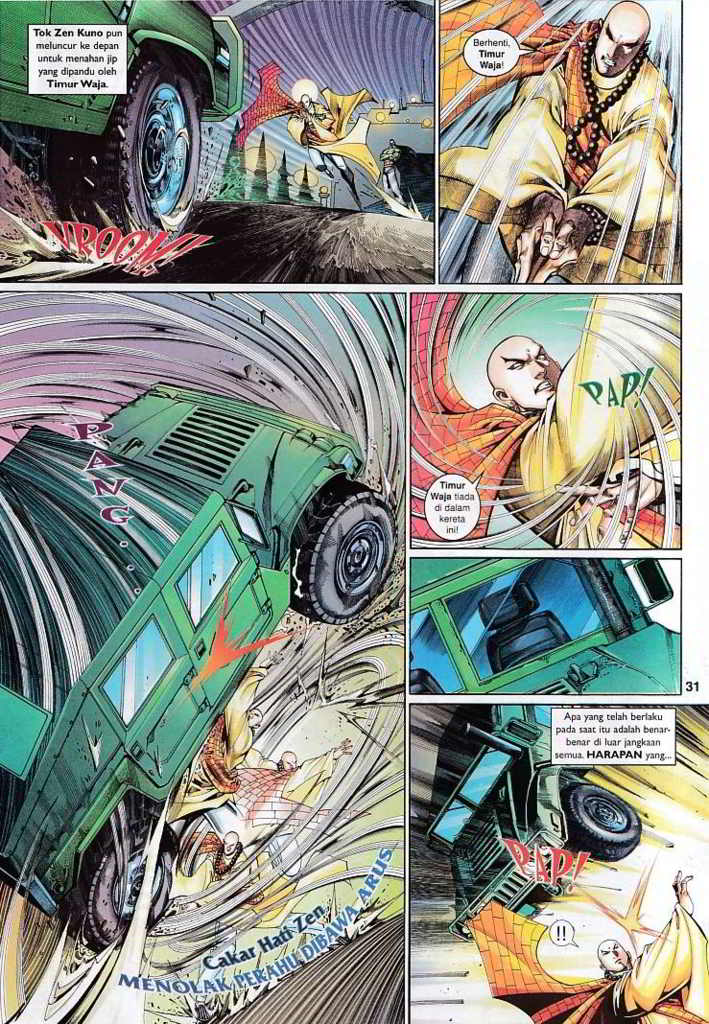 Tok Zen Kuno pun
meluncur ke depan
untuk menahan jip
yang dipandu oleh
Timur Waja.
VROOM!
Berhenti,
Timur
Waja!
PANG...
PAP!
Timur
Waja tiada
di dalam
kereta
ini!
Cakar Hati Zen
MENOLAK PERAHU DIBAWA ARUS
31
Apa yang telah berlaku
pada saat itu adalah benar-
benar di luar jangkaan
semua. HARAPAN yang...
PAP!
!!